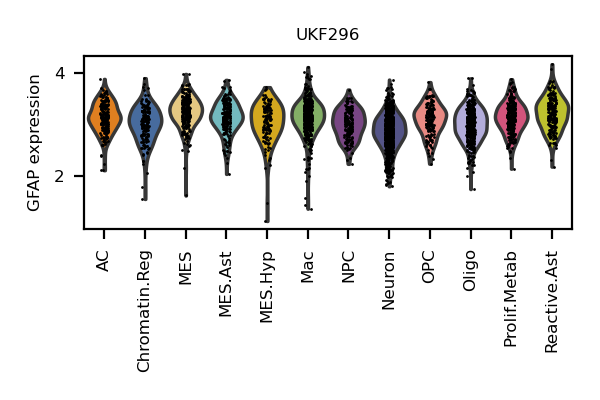 UKF296
GFAP expression
4
2
AC
Chromatin.Reg
MES
MES.Ast
MES.Hyp
Mac
NPC
Neuron
OPC
Oligo
Prolif.Metab
Reactive.Ast